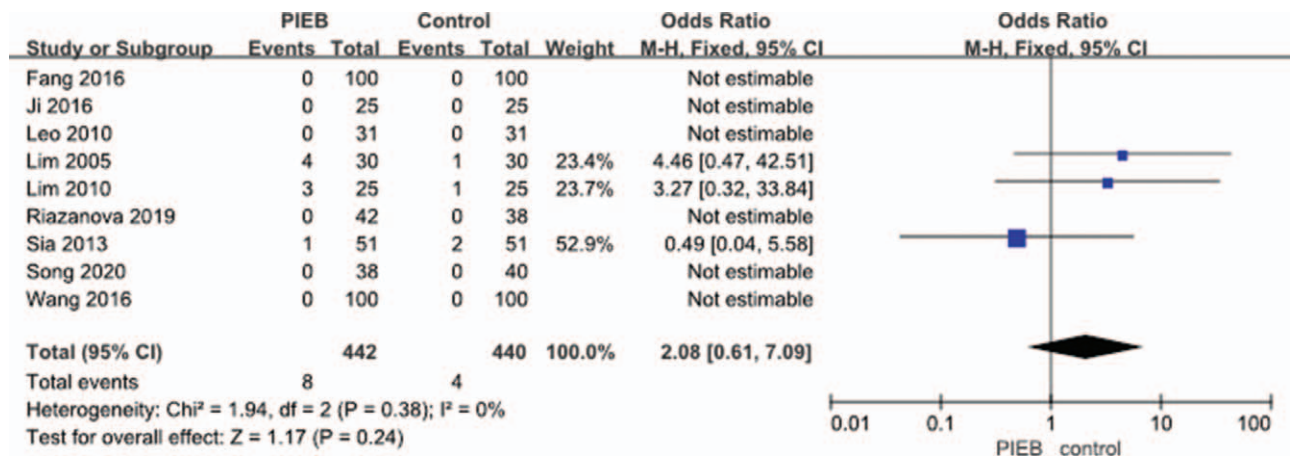 PIEB Control Odds Ratio Odds Ratio
Study or Subgroup Events Total Events Total Weight M-H, Fixed, 95% CI M-H, Fixed, 95% CI
Fang 2016 0 100 0 100 Not estimable
Ji 2016 0 25 0 25 Not estimable
Leo 2010 0 31 0 31 Not estimable
Lim 2005 4 30 1 30 23.4% 4.46 [0.47, 42.51]
Lim 2010 3 25 1 25 23.7% 3.27 [0.32, 33.84]
Riazanova 2019 0 42 0 38 Not estimable
Sia 2013 1 51 2 51 52.9% 0.49 [0.04, 5.58]
Song 2020 0 38 0 40 Not estimable
Wang 2016 0 100 0 100 Not estimable
Total (95% CI) 442 440 100.0% 2.08 [0.61, 7.09]
Total events 8 4
Heterogeneity: Chi² = 1.94, df = 2 (P = 0.38); I² = 0%
Test for overall effect: Z = 1.17 (P = 0.24)
0.01 0.1 1 10 100
PIEB control